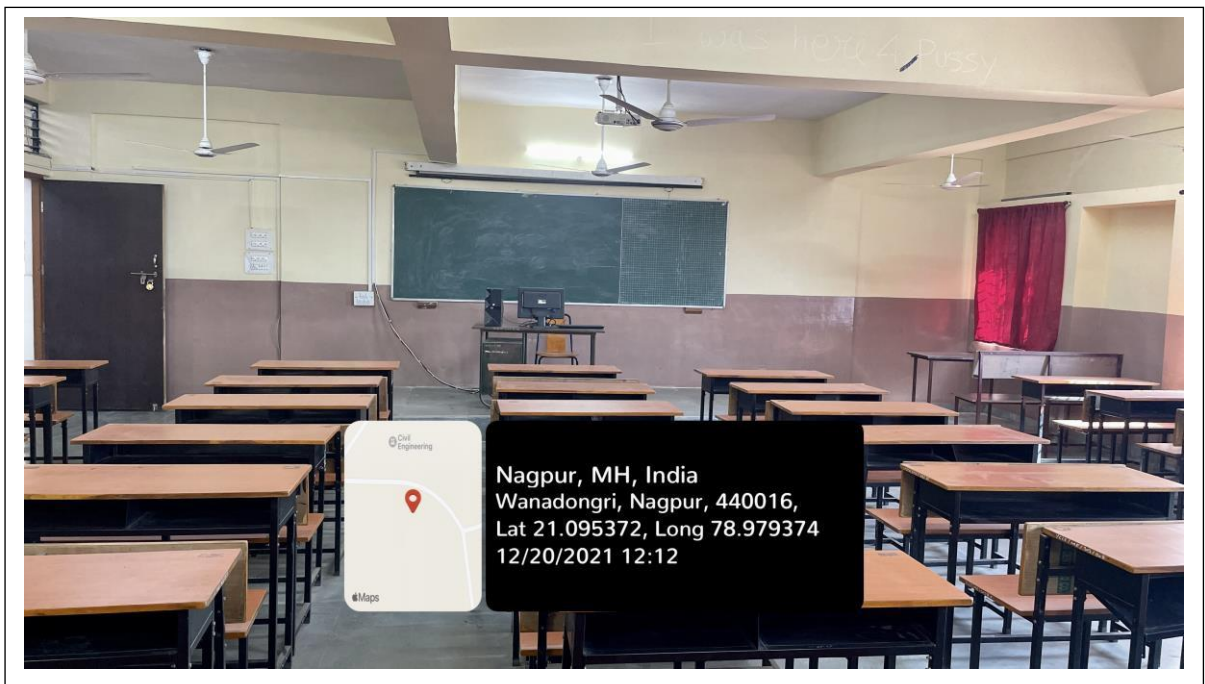 I was here 4 Pussy
Civil
Engineering
Maps
Nagpur, MH, India
Wanadongri, Nagpur, 440016,
Lat 21.095372, Long 78.979374
12/20/2021 12:12